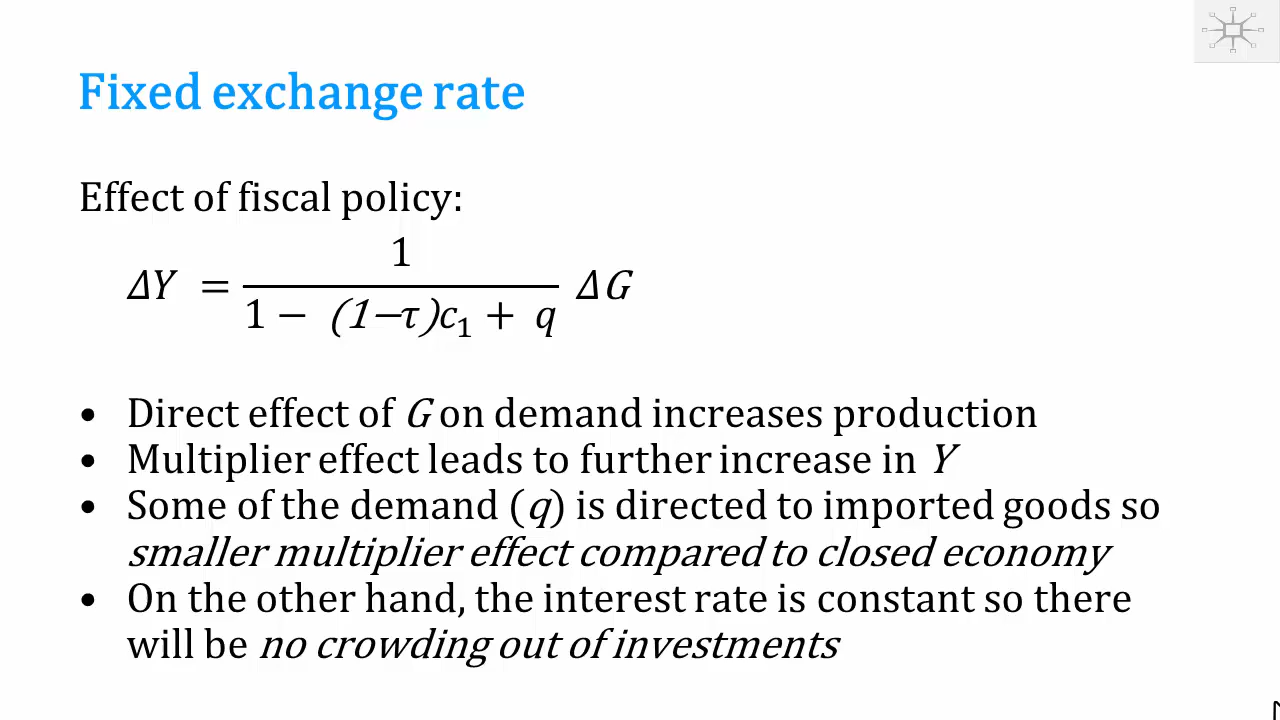 Fixed exchange rate
Effect of fiscal policy:
ΔY = 1 / (1 − (1−τ)c₁ + q) ΔG
• Direct effect of G on demand increases production
• Multiplier effect leads to further increase in Y
• Some of the demand (q) is directed to imported goods so
smaller multiplier effect compared to closed economy
• On the other hand, the interest rate is constant so there
will be no crowding out of investments